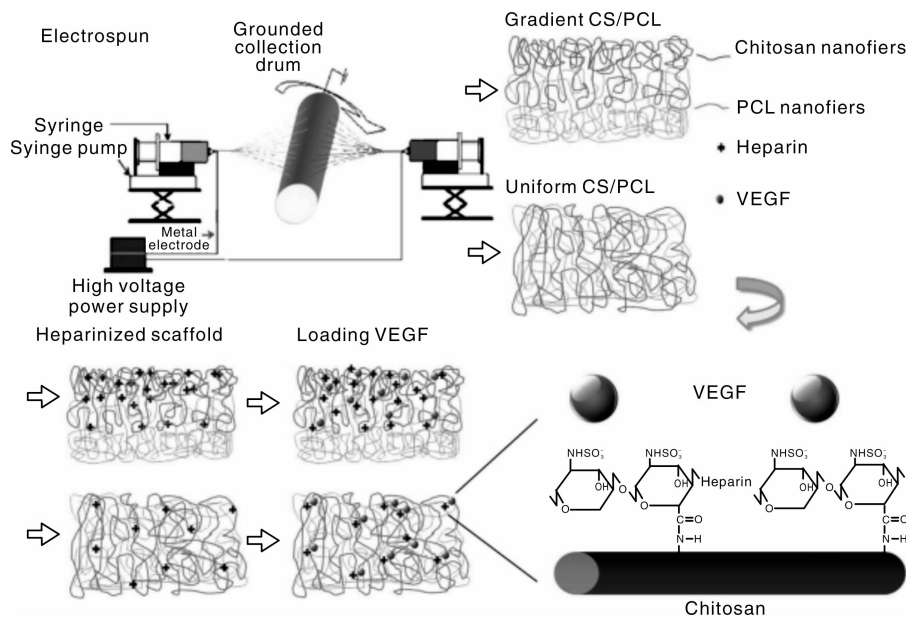 Electrospun
Grounded
collection
drum
Gradient CS/PCL
Chitosan nanofiers
PCL nanofiers
Heparin
VEGF
Syringe
Synge pump
Uniform CS/PCL
Metal
electrode
High voltage
power supply
Heparinized scaffold
Loading VEGF
VEGF
NHSO₃⁻
NHSO₃⁻
NHSO₃⁻
NHSO₃⁻
OH
O
O
OH
Heparin
O
OH
O
O
OH
O
C=O
C=O
N-H
N-H
Chitosan